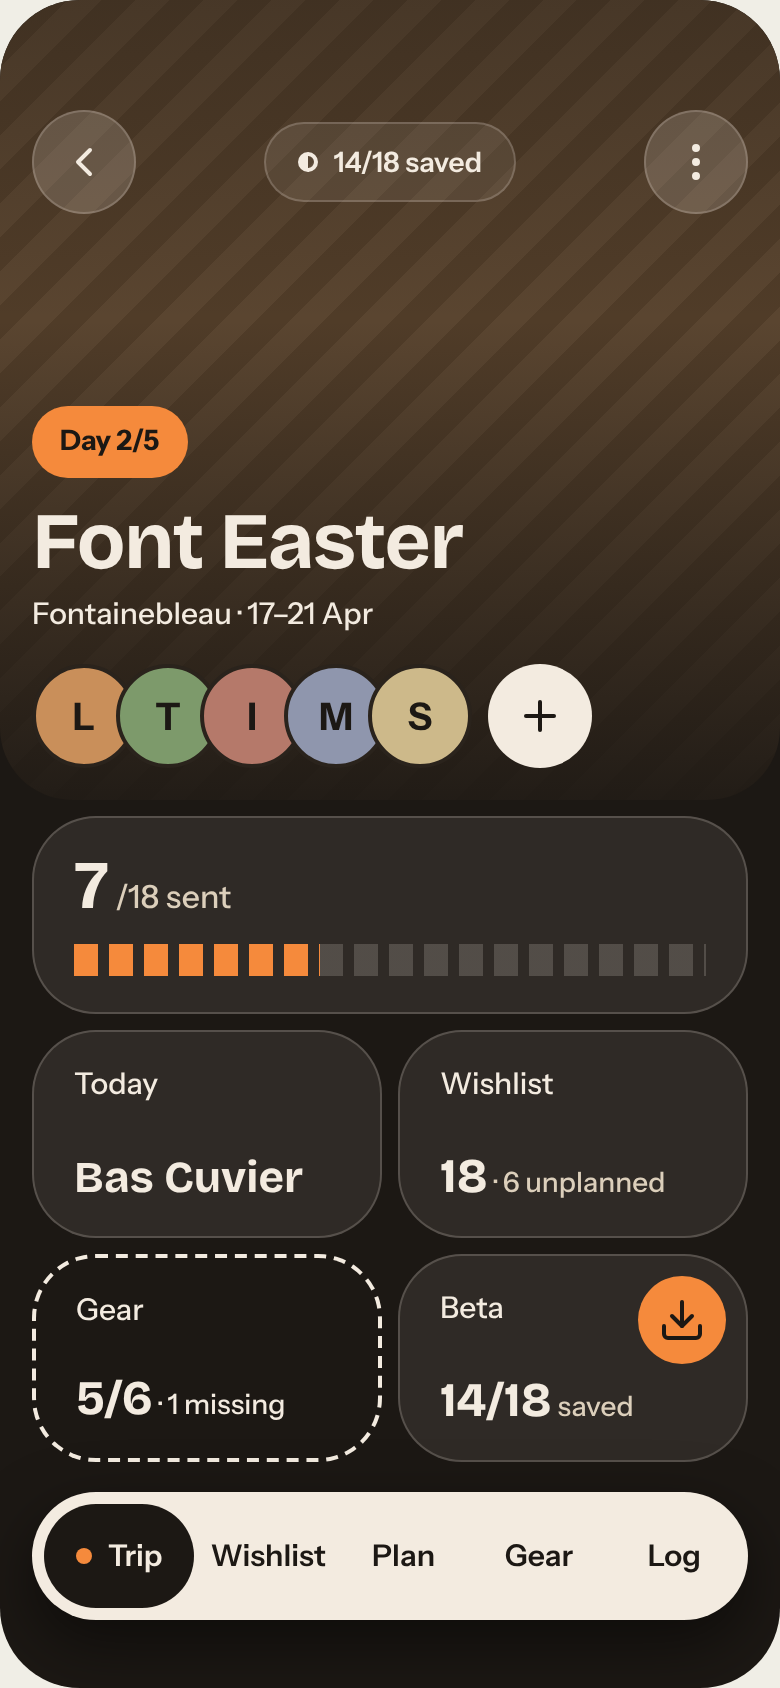 14/18 saved
Day 2/5
Font Easter
Fontainebleau · 17–21 Apr
L T I M S
7 /18 sent
Today
Bas Cuvier
Wishlist
18 · 6 unplanned
Gear
5/6 · 1 missing
Beta
14/18 saved
Trip Wishlist Plan Gear Log